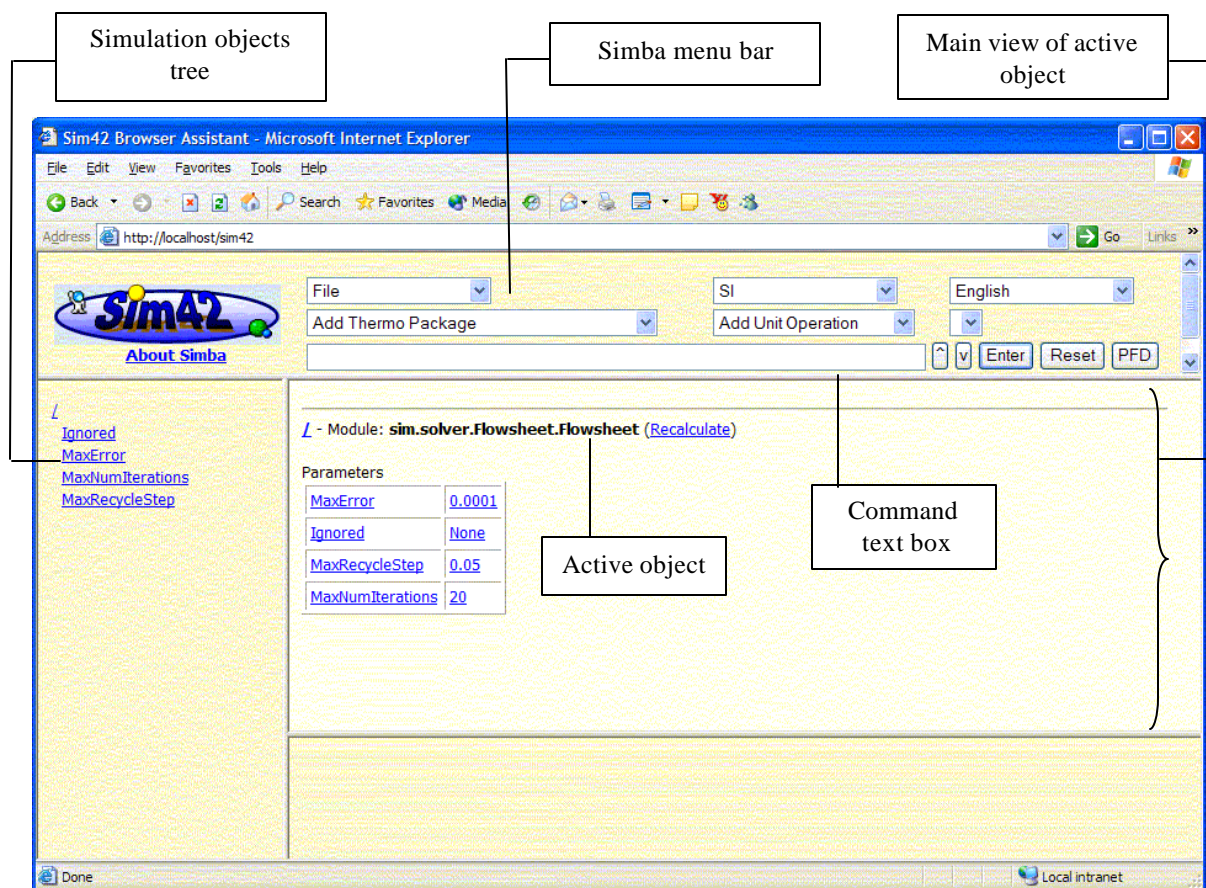 Simulation objects
tree
Simba menu bar
Main view of active
object
Sim42 Browser Assistant - Microsoft Internet Explorer
File Edit View Favorites Tools Help
Back Search Favorites Media
Address http://localhost/sim42 Go Links »
Sim42
About Simba
File SI English
Add Thermo Package Add Unit Operation
^ v Enter Reset PFD
/
Ignored
MaxError
MaxNumIterations
MaxRecycleStep
/ - Module: sim.solver.Flowsheet.Flowsheet (Recalculate)
Parameters
MaxError 0.0001
Ignored None
MaxRecycleStep 0.05
MaxNumIterations 20
Command
text box
Active object
Done Local intranet